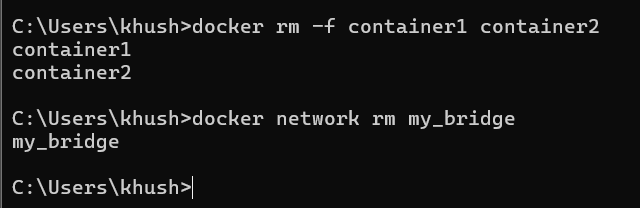 C:\Users\khush>docker rm -f container1 container2
container1
container2
C:\Users\khush>docker network rm my_bridge
my_bridge
C:\Users\khush>